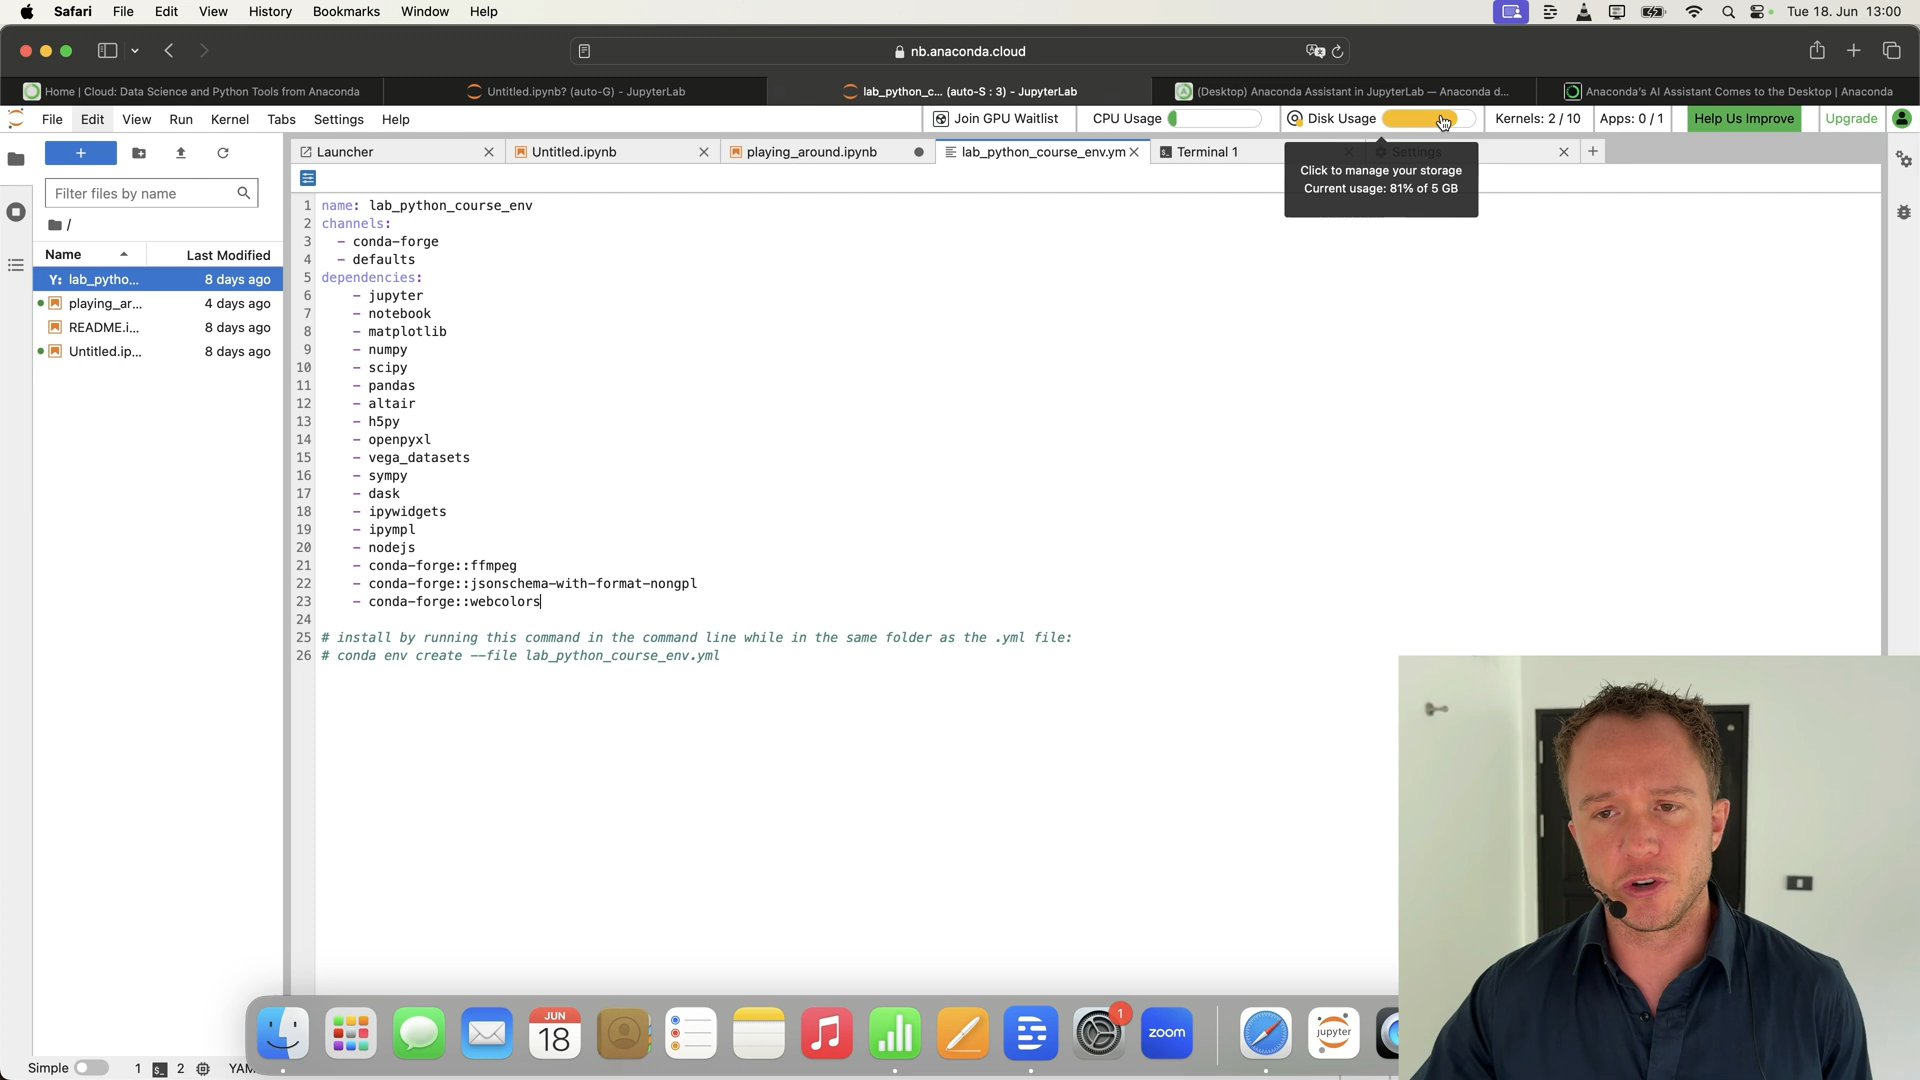 Safari File Edit View History Bookmarks Window Help Tue 18. Jun 13:00
nb.anaconda.cloud
Home | Cloud: Data Science and Python Tools from Anaconda
Untitled.ipynb? (auto-G) - JupyterLab
lab_python_c... (auto-S : 3) - JupyterLab
(Desktop) Anaconda Assistant in JupyterLab — Anaconda d...
Anaconda's AI Assistant Comes to the Desktop | Anaconda
File Edit View Run Kernel Tabs Settings Help
Join GPU Waitlist CPU Usage Disk Usage Kernels: 2 / 10 Apps: 0 / 1 Help Us Improve Upgrade
Launcher Untitled.ipynb playing_around.ipynb lab_python_course_env.ym Terminal 1 Settings
Click to manage your storage
Current usage: 81% of 5 GB
Filter files by name
/
Name Last Modified
Y: lab_pytho... 8 days ago
playing_ar... 4 days ago
README.i... 8 days ago
Untitled.ip... 8 days ago
1 name: lab_python_course_env
2 channels:
3 - conda-forge
4 - defaults
5 dependencies:
6 - jupyter
7 - notebook
8 - matplotlib
9 - numpy
10 - scipy
11 - pandas
12 - altair
13 - h5py
14 - openpyxl
15 - vega_datasets
16 - sympy
17 - dask
18 - ipywidgets
19 - ipympl
20 - nodejs
21 - conda-forge::ffmpeg
22 - conda-forge::jsonschema-with-format-nongpl
23 - conda-forge::webcolors
24
25 # install by running this command in the command line while in the same folder as the .yml file:
26 # conda env create --file lab_python_course_env.yml
JUN
18
1
zoom
jupyter
Simple 1 2 YAM